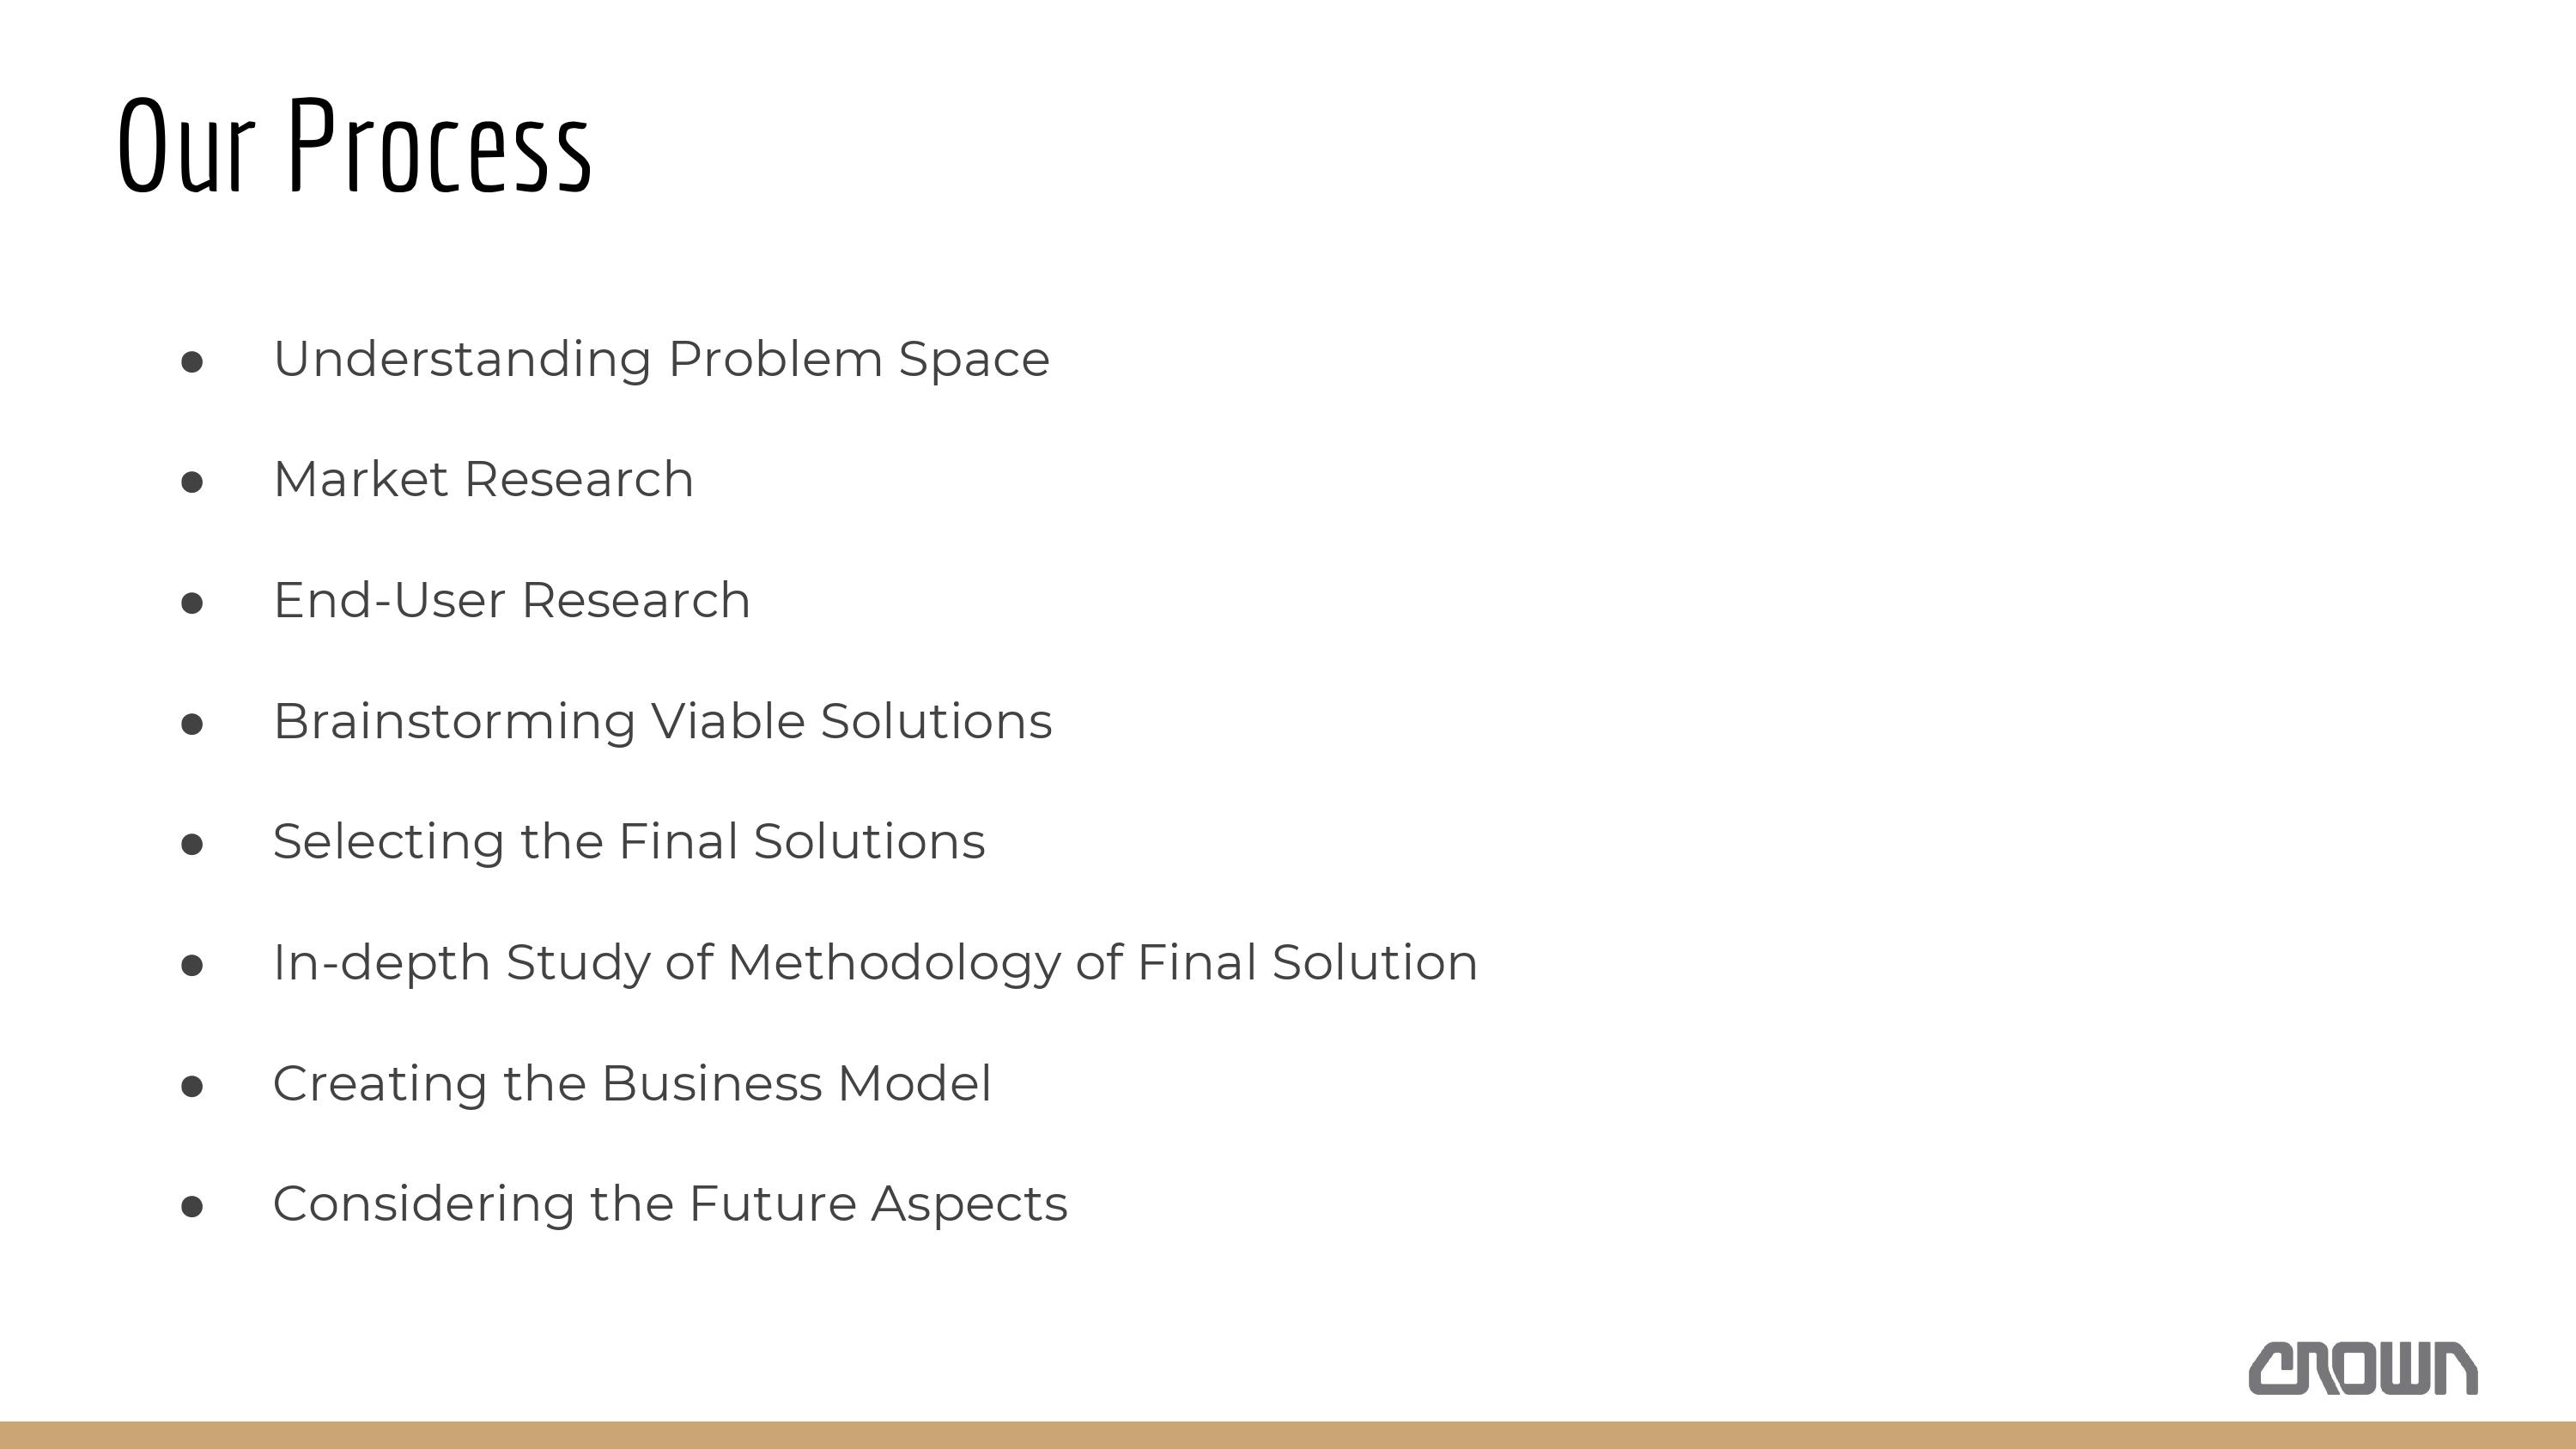 Our Process
● Understanding Problem Space
● Market Research
● End-User Research
● Brainstorming Viable Solutions
● Selecting the Final Solutions
● In-depth Study of Methodology of Final Solution
● Creating the Business Model
● Considering the Future Aspects
CROWN